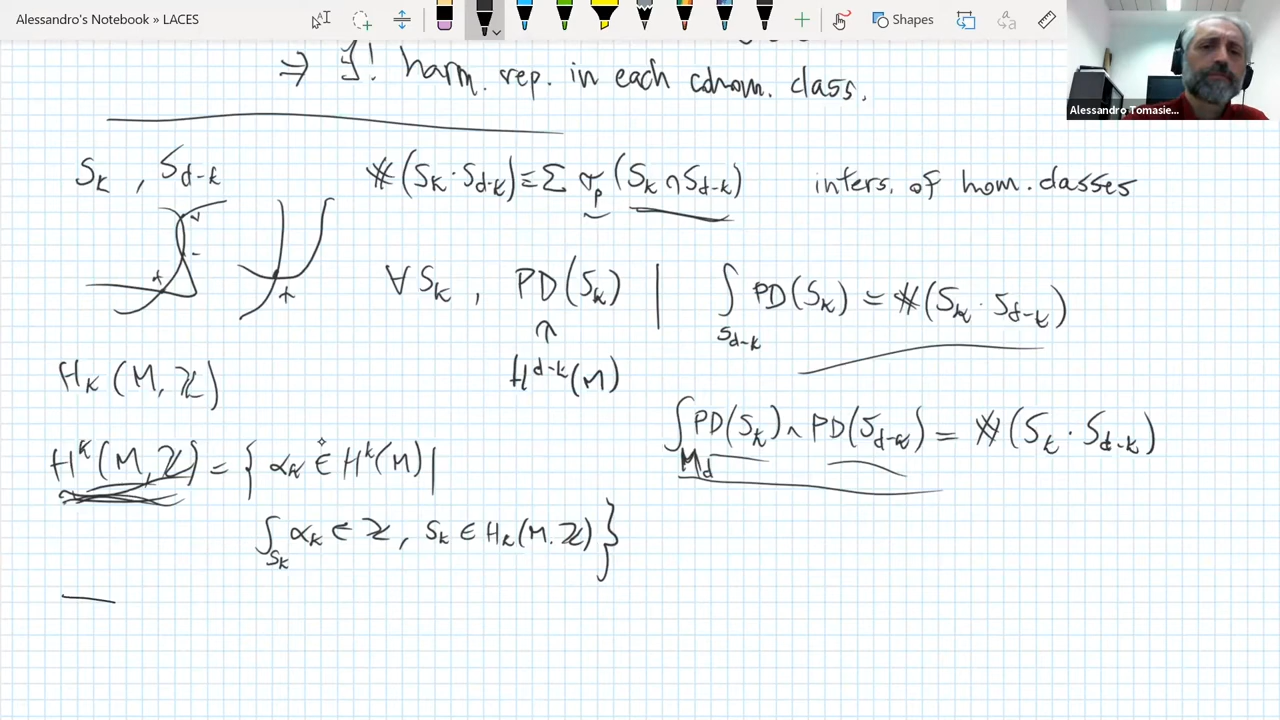 Alessandro's Notebook » LACES
Shapes
Alessandro Tomasie...
⇒ ∃! harm. rep. in each cohom. class.
S_k , S_{d-k} #(S_k · S_{d-k}) = Σ σ_p (S_k ∩ S_{d-k}) inters. of hom. classes
+ - +
∀ S_k , PD(S_k) | ∫_{S_{d-k}} PD(S_k) = #(S_k · S_{d-k})
↑
H_k (M, ℤ) H^{d-k}(M)
∫_{M_d} PD(S_k) ∧ PD(S_{d-k}) = #(S_k · S_{d-k})
H^k (M, ℤ) = { α_k ∈ H^k(M) |
∫_{S_k} α_k ∈ ℤ, S_k ∈ H_k(M, ℤ) }